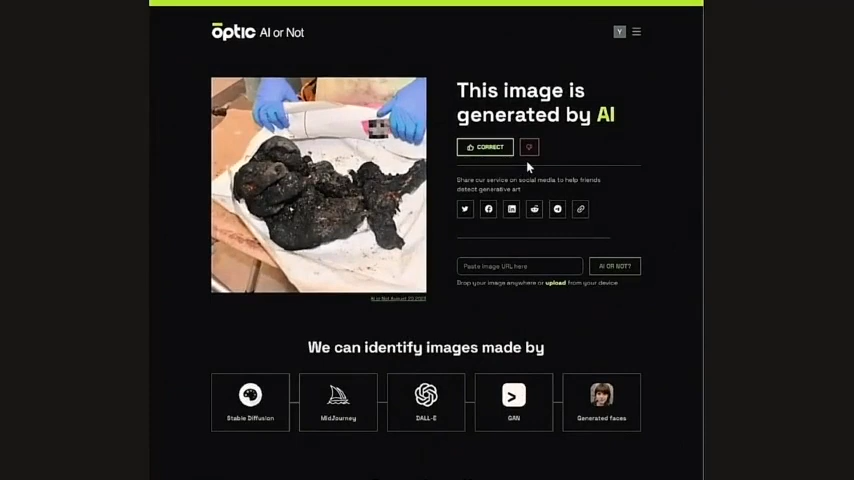 optic AI or Not
Y
This image is
generated by AI
CORRECT
Share our service on social media to help friends
detect generative art
Paste image URL here
AI OR NOT?
Drop your image anywhere or upload from your device
We can identify images made by
Stable Diffusion
MidJourney
DALL-E
GAN
Generated faces